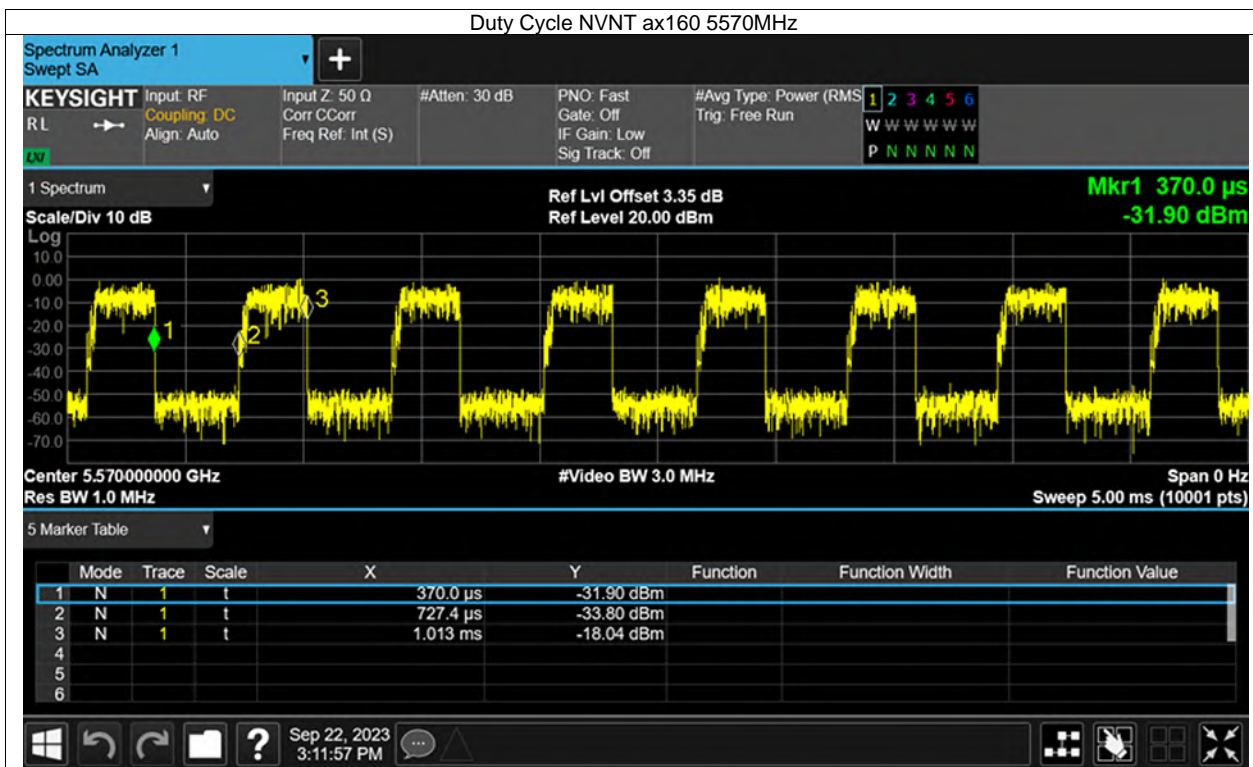 Duty Cycle NVNT ax160 5570MHz
Spectrum Analyzer 1
Swept SA
+
KEYSIGHT
RL
LXI
Input: RF
Coupling: DC
Align: Auto
Input Z: 50 Ω
Corr CCorr
Freq Ref: Int (S)
#Atten: 30 dB
PNO: Fast
Gate: Off
IF Gain: Low
Sig Track: Off
#Avg Type: Power (RMS
Trig: Free Run
1 2 3 4 5 6
W W W W W W
P N N N N N
1 Spectrum
Scale/Div 10 dB
Ref Lvl Offset 3.35 dB
Ref Level 20.00 dBm
Mkr1 370.0 µs
-31.90 dBm
Log
10.0
0.00
-10.0
-20.0
-30.0
-40.0
-50.0
-60.0
-70.0
1
2
3
Center 5.570000000 GHz
#Video BW 3.0 MHz
Span 0 Hz
Res BW 1.0 MHz
Sweep 5.00 ms (10001 pts)
5 Marker Table
Mode Trace Scale X Y Function Function Width Function Value
1 N 1 t 370.0 µs -31.90 dBm
2 N 1 t 727.4 µs -33.80 dBm
3 N 1 t 1.013 ms -18.04 dBm
4
5
6
?
Sep 22, 2023
3:11:57 PM